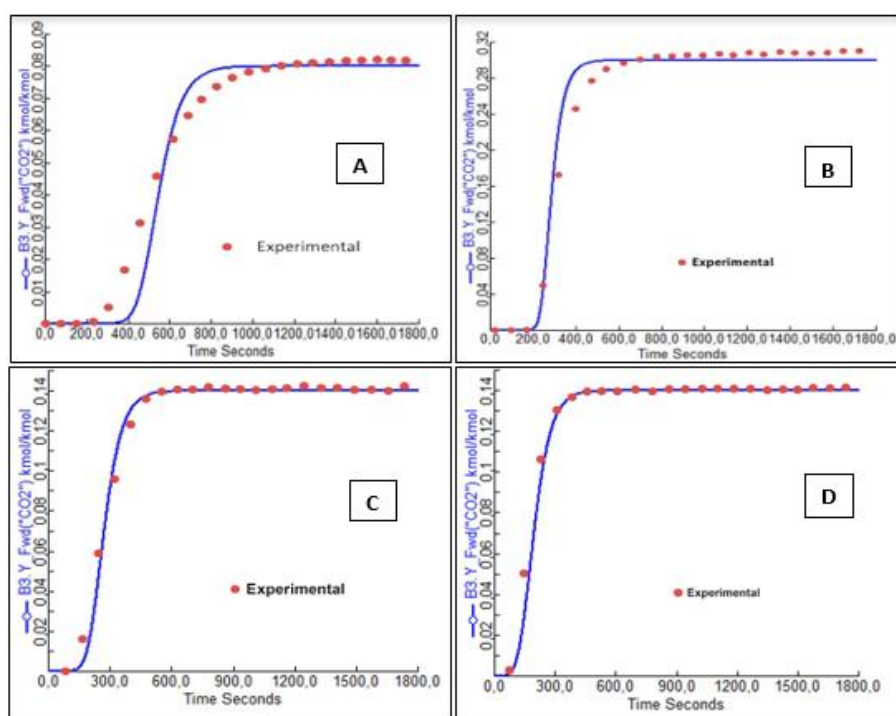 0,09
0,08
0,07
0,06
0,05
0,04
0,03
0,02
0,01
B3.Y_Fwd("CO2") kmol/kmol
A
Experimental
0,0 200,0 400,0 600,0 800,0 1000,0 1200,0 1400,0 1600,0 1800,0
Time Seconds
0,32
0,28
0,24
0,2
0,16
0,12
0,08
0,04
B3.Y_Fwd("CO2") kmol/kmol
B
Experimental
0,0 200,0 400,0 600,0 800,0 1000,0 1200,0 1400,0 1600,0 1800,0
Time Seconds
0,14
0,12
0,1
0,08
0,06
0,04
0,02
B3.Y_Fwd("CO2") kmol/kmol
C
Experimental
0,0 300,0 600,0 900,0 1200,0 1500,0 1800,0
Time Seconds
0,14
0,12
0,1
0,08
0,06
0,04
0,02
B3.Y_Fwd("CO2") kmol/kmol
D
Experimental
0,0 300,0 600,0 900,0 1200,0 1500,0 1800,0
Time Seconds